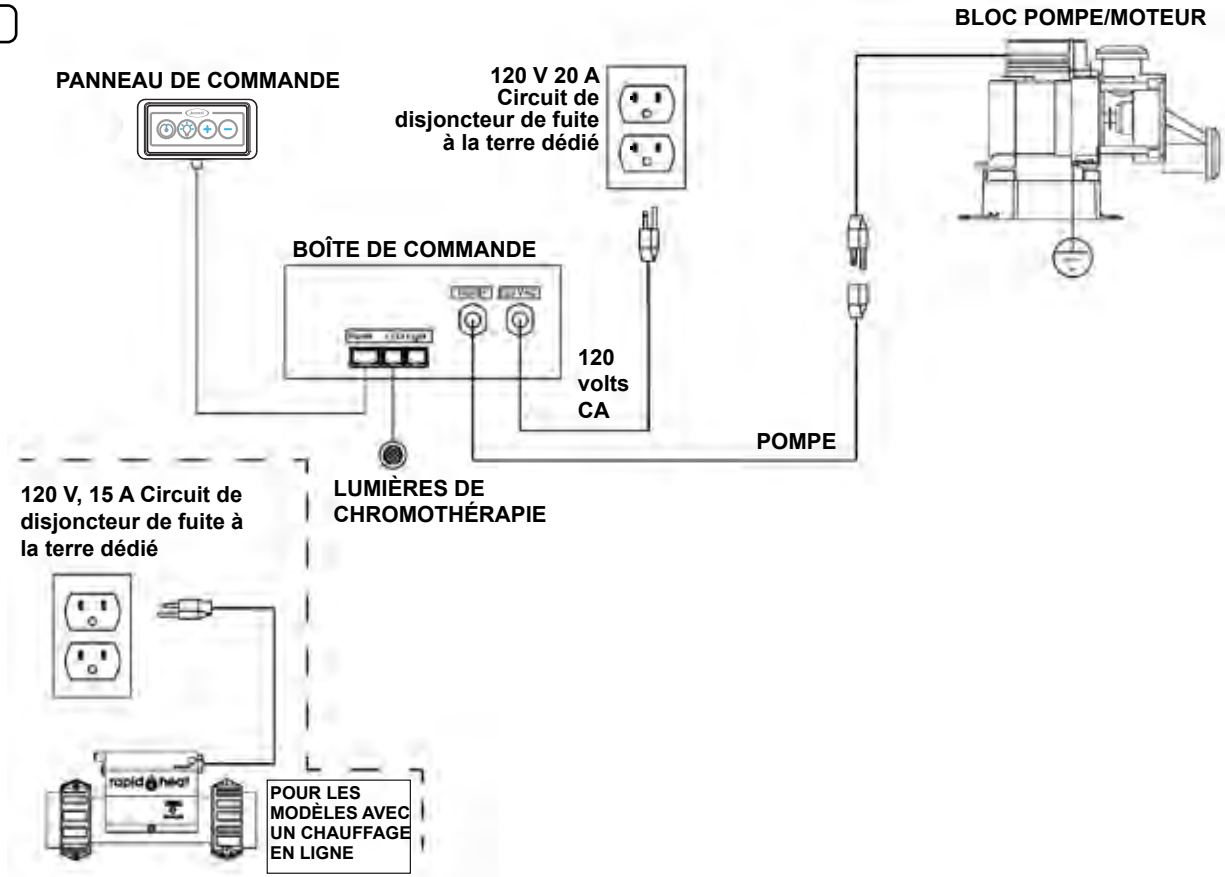 BLOC POMPE/MOTEUR
PANNEAU DE COMMANDE
120 V 20 A
Circuit de
disjoncteur de fuite
à la terre dédié
BOÎTE DE COMMANDE
120
volts
CA
POMPE
LUMIÈRES DE
CHROMOTHÉRAPIE
120 V, 15 A Circuit de
disjoncteur de fuite à
la terre dédié
rapid heat
POUR LES
MODÈLES AVEC
UN CHAUFFAGE
EN LIGNE